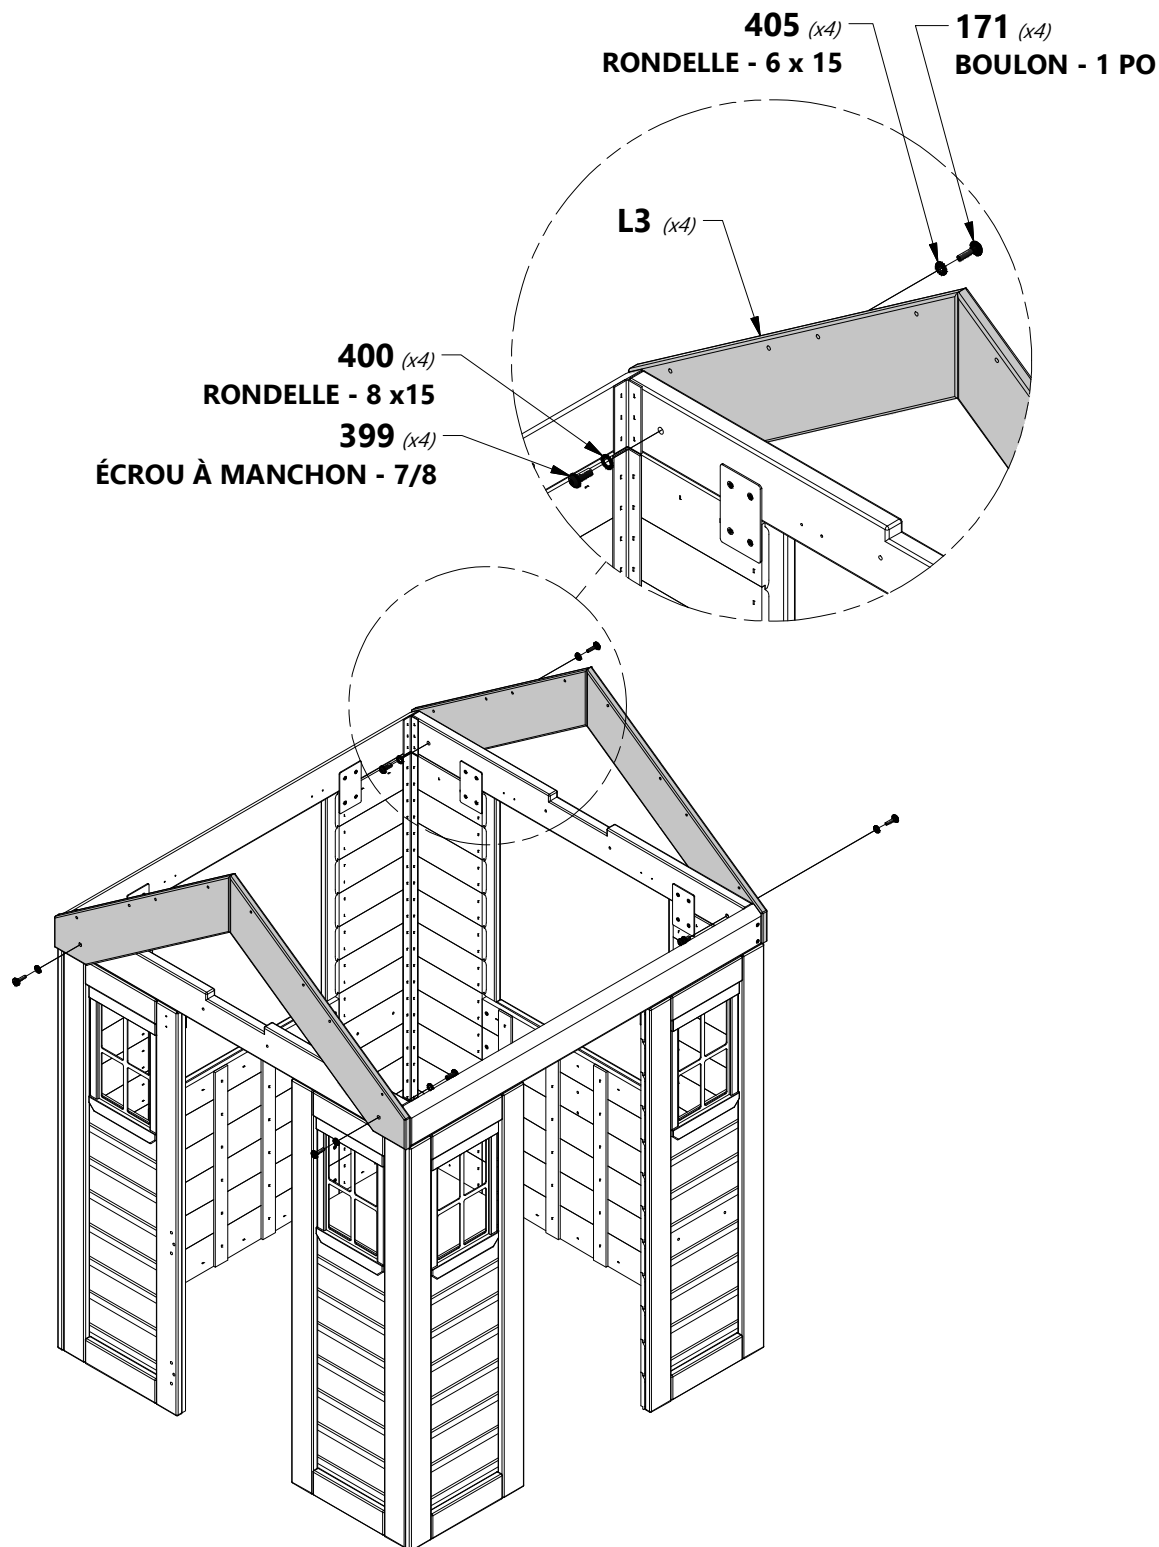 405 (x4)
RONDELLE - 6 x 15
171 (x4)
BOULON - 1 PO
L3 (x4)
400 (x4)
RONDELLE - 8 x15
399 (x4)
ÉCROU À MANCHON - 7/8